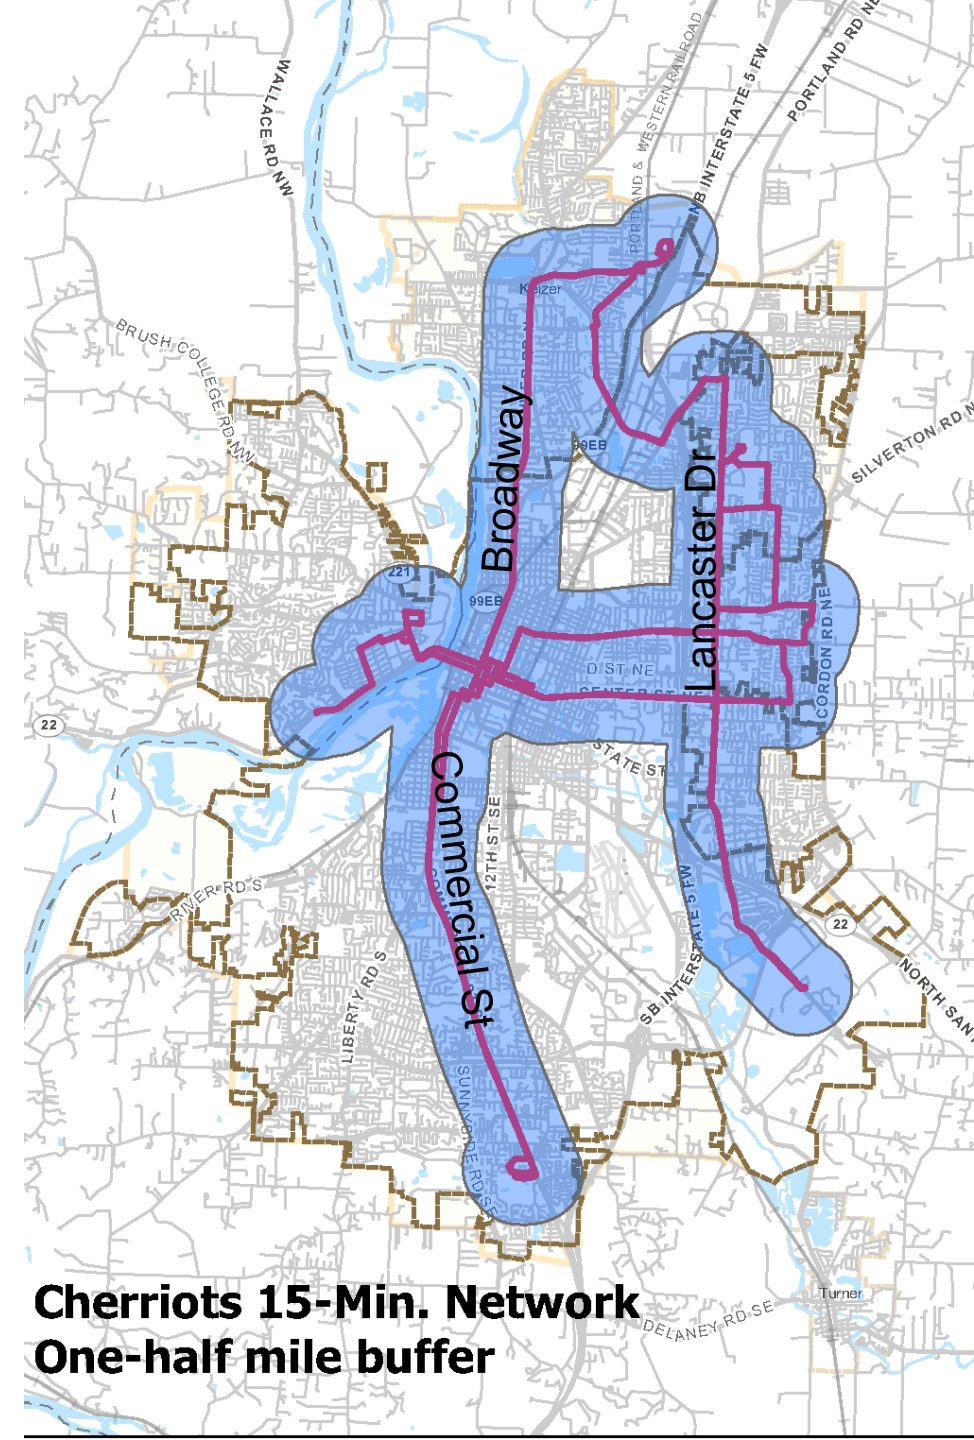 PORTLAND RD NE
NB INTERSTATE 5 FW
PORTLAND & WESTERN RAILROAD
WALLACE RD NW
BRUSH COLLEGE RD NW
Keizer
SILVERTON RD N
99EB
Broadway
Lancaster Dr
221
99EB
D ST NE
CENTER ST
CORDON RD NE
22
STATE ST
Commercial St
12TH ST SE
RIVER RD S
SB INTERSTATE 5 FW
22
NORTH SANT
LIBERTY RD S
SUNNYSIDE RD SE
Turner
DELANEY RD SE
Cherriots 15-Min. Network
One-half mile buffer